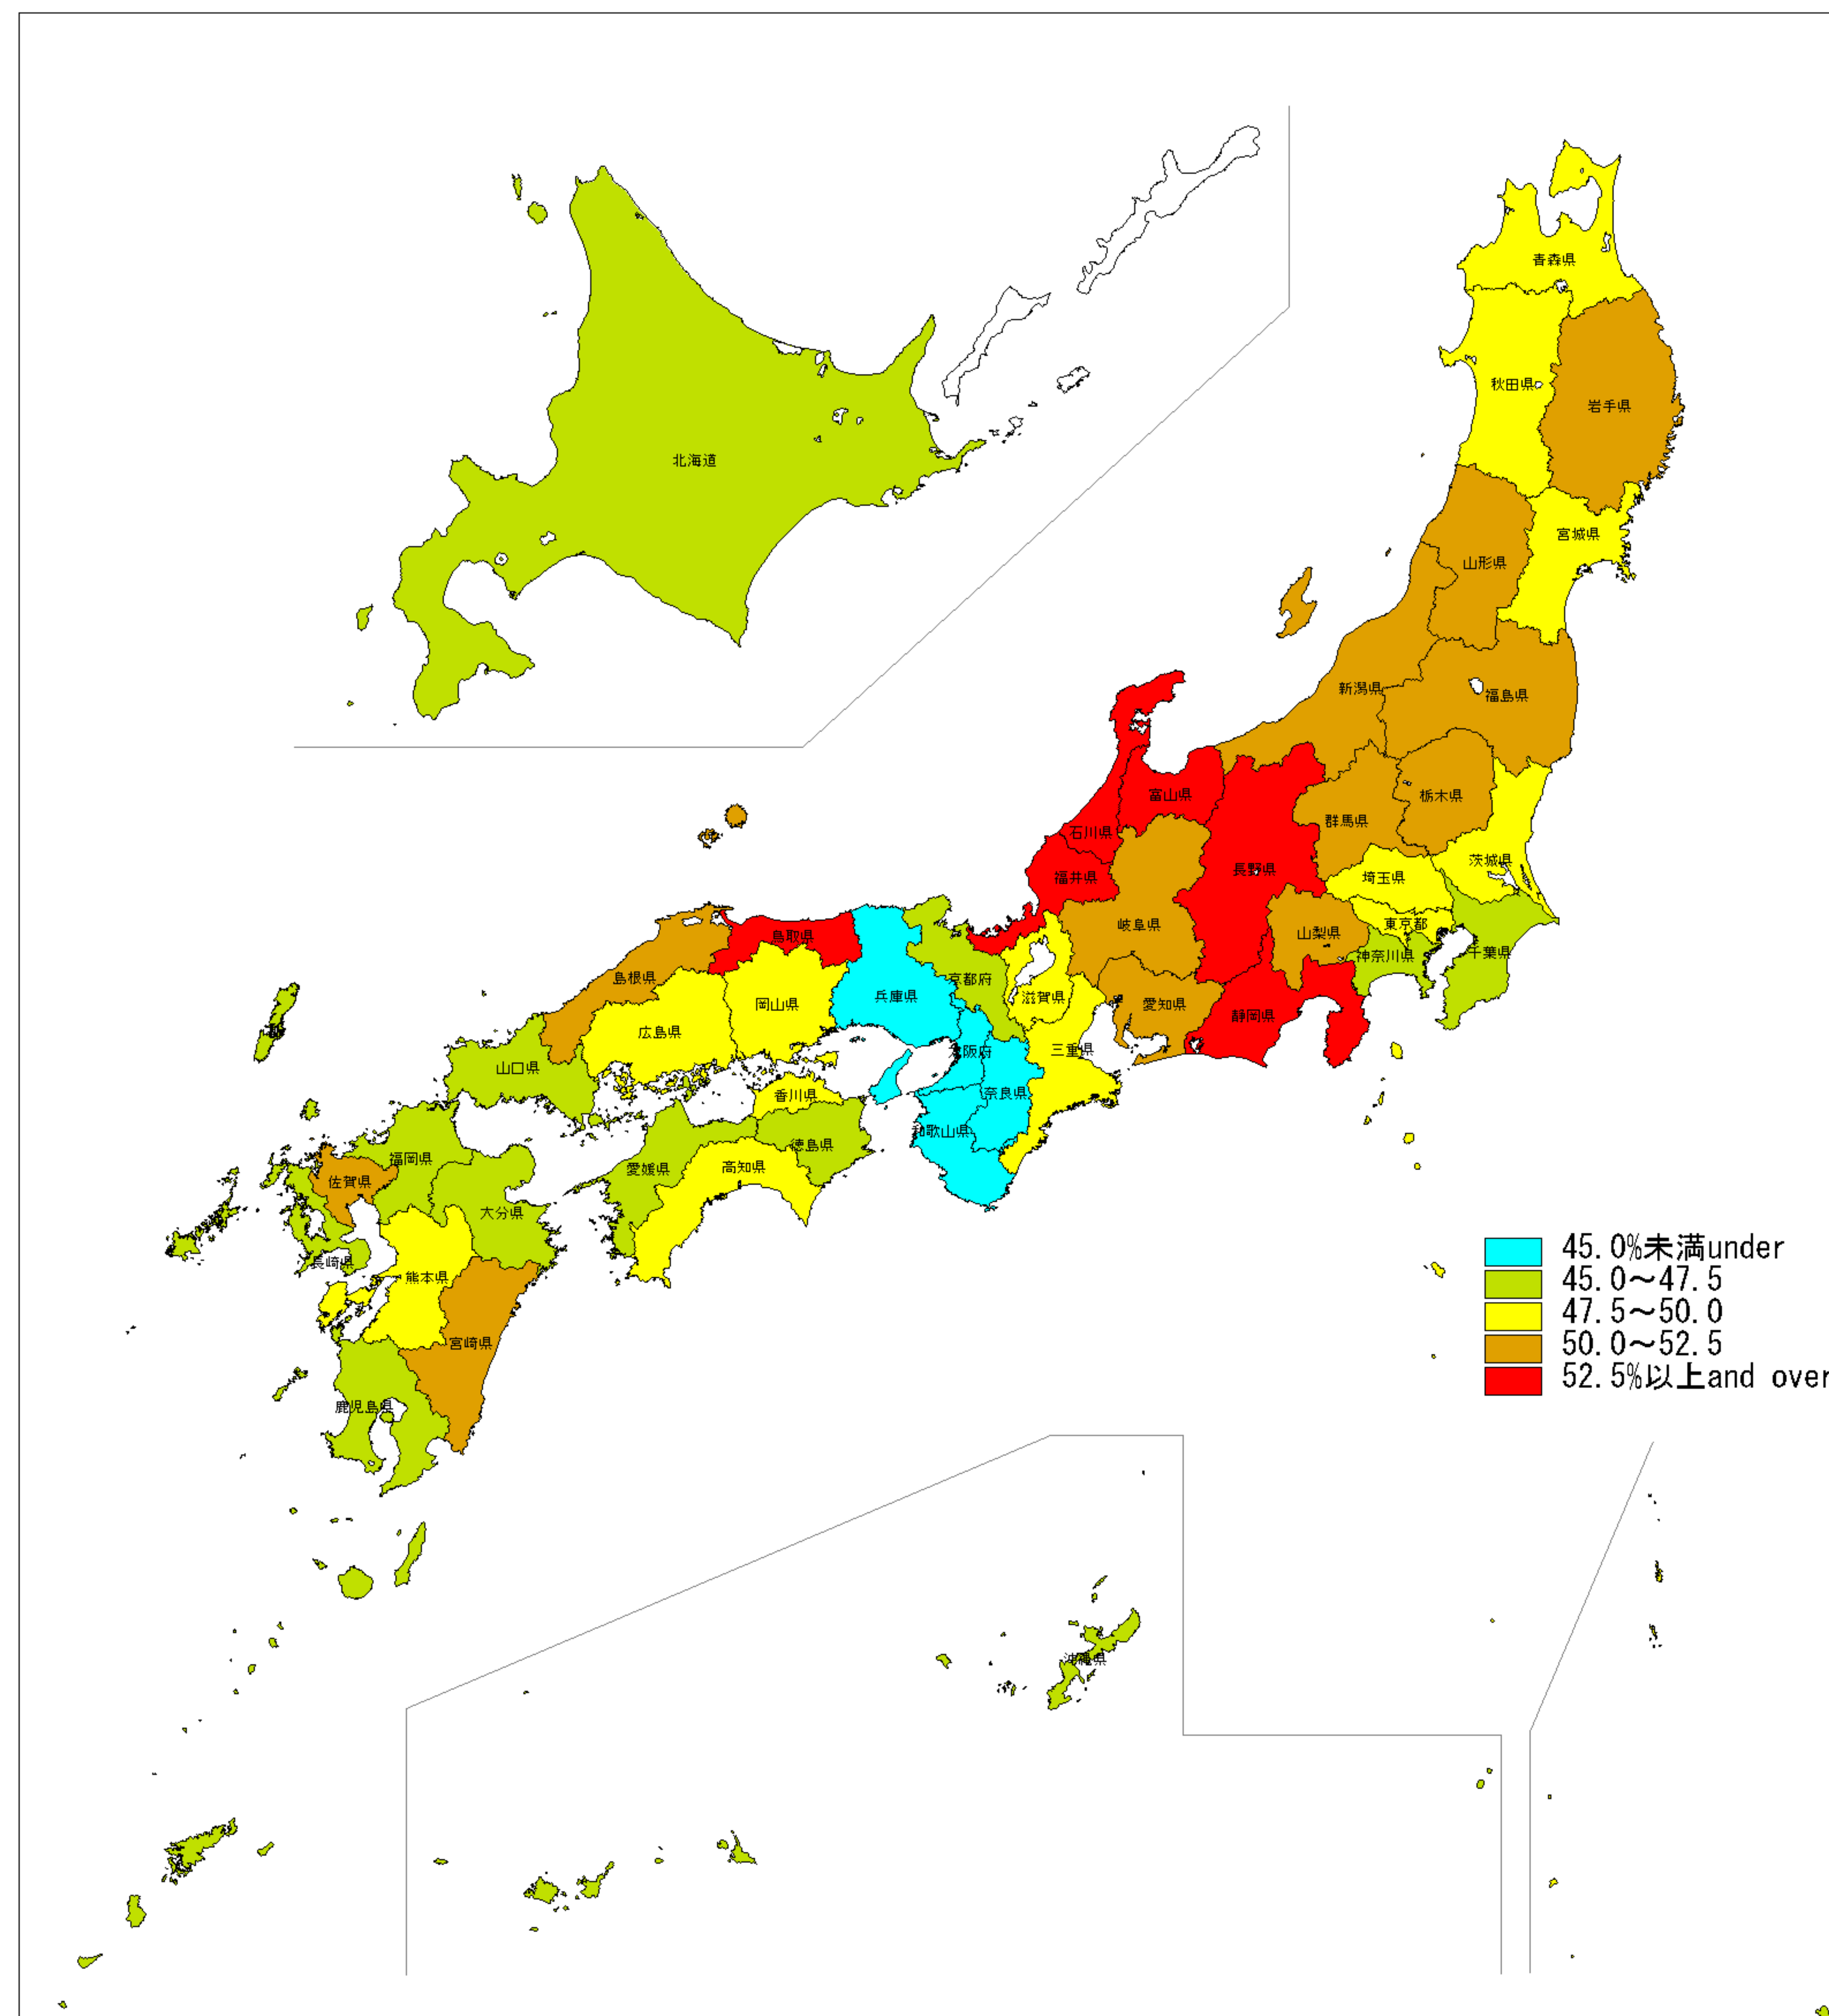 青森県
秋田県
岩手県
北海道
宮城県
山形県
新潟県
福島県
富山県
栃木県
群馬県
石川県
茨城県
長野県
福井県
埼玉県
東京都
岐阜県
山梨県
鳥取県
千葉県
神奈川県
島根県
京都府
兵庫県
滋賀県
岡山県
愛知県
静岡県
広島県
三重県
大阪府
山口県
奈良県
香川県
和歌山県
徳島県
福岡県
高知県
愛媛県
佐賀県
大分県
長崎県
熊本県
宮崎県
鹿児島県
沖縄県
45.0%未満under
45.0～47.5
47.5～50.0
50.0～52.5
52.5%以上and over